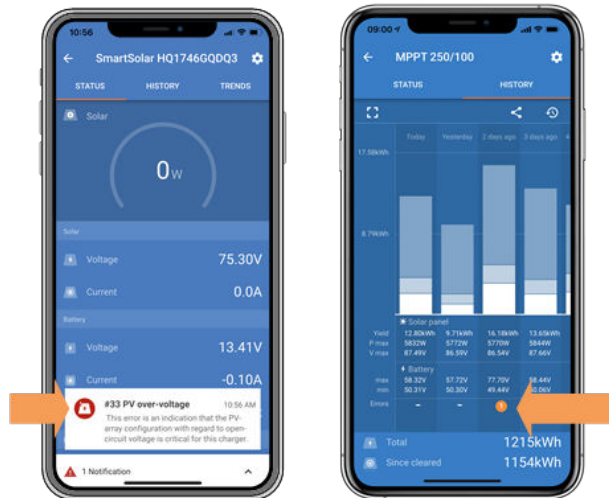 10:56
SmartSolar HQ1746GQDQ3
STATUS HISTORY TRENDS
Solar
0W
Solar
Voltage 75.30V
Current 0.0A
Battery
Voltage 13.41V
Current -0.10A
#33 PV over-voltage 10:56 AM
This error is an indication that the PV-
array configuration with regard to open-
circuit voltage is critical for this charger.
1 Notification
09:00
MPPT 250/100
STATUS HISTORY
Today Yesterday 2 days ago 3 days ago
17.58kWh
8.79kWh
Solar panel
Yield 12.80kWh 9.71kWh 16.18kWh 13.65kWh
P max 5832W 5772W 5770W 5844W
V max 87.49V 86.59V 86.54V 87.66V
Battery
max 58.32V 57.72V 77.70V 58.44V
min 50.31V 50.30V 49.44V
Errors – – 1
Total 1215kWh
Since cleared 1154kWh